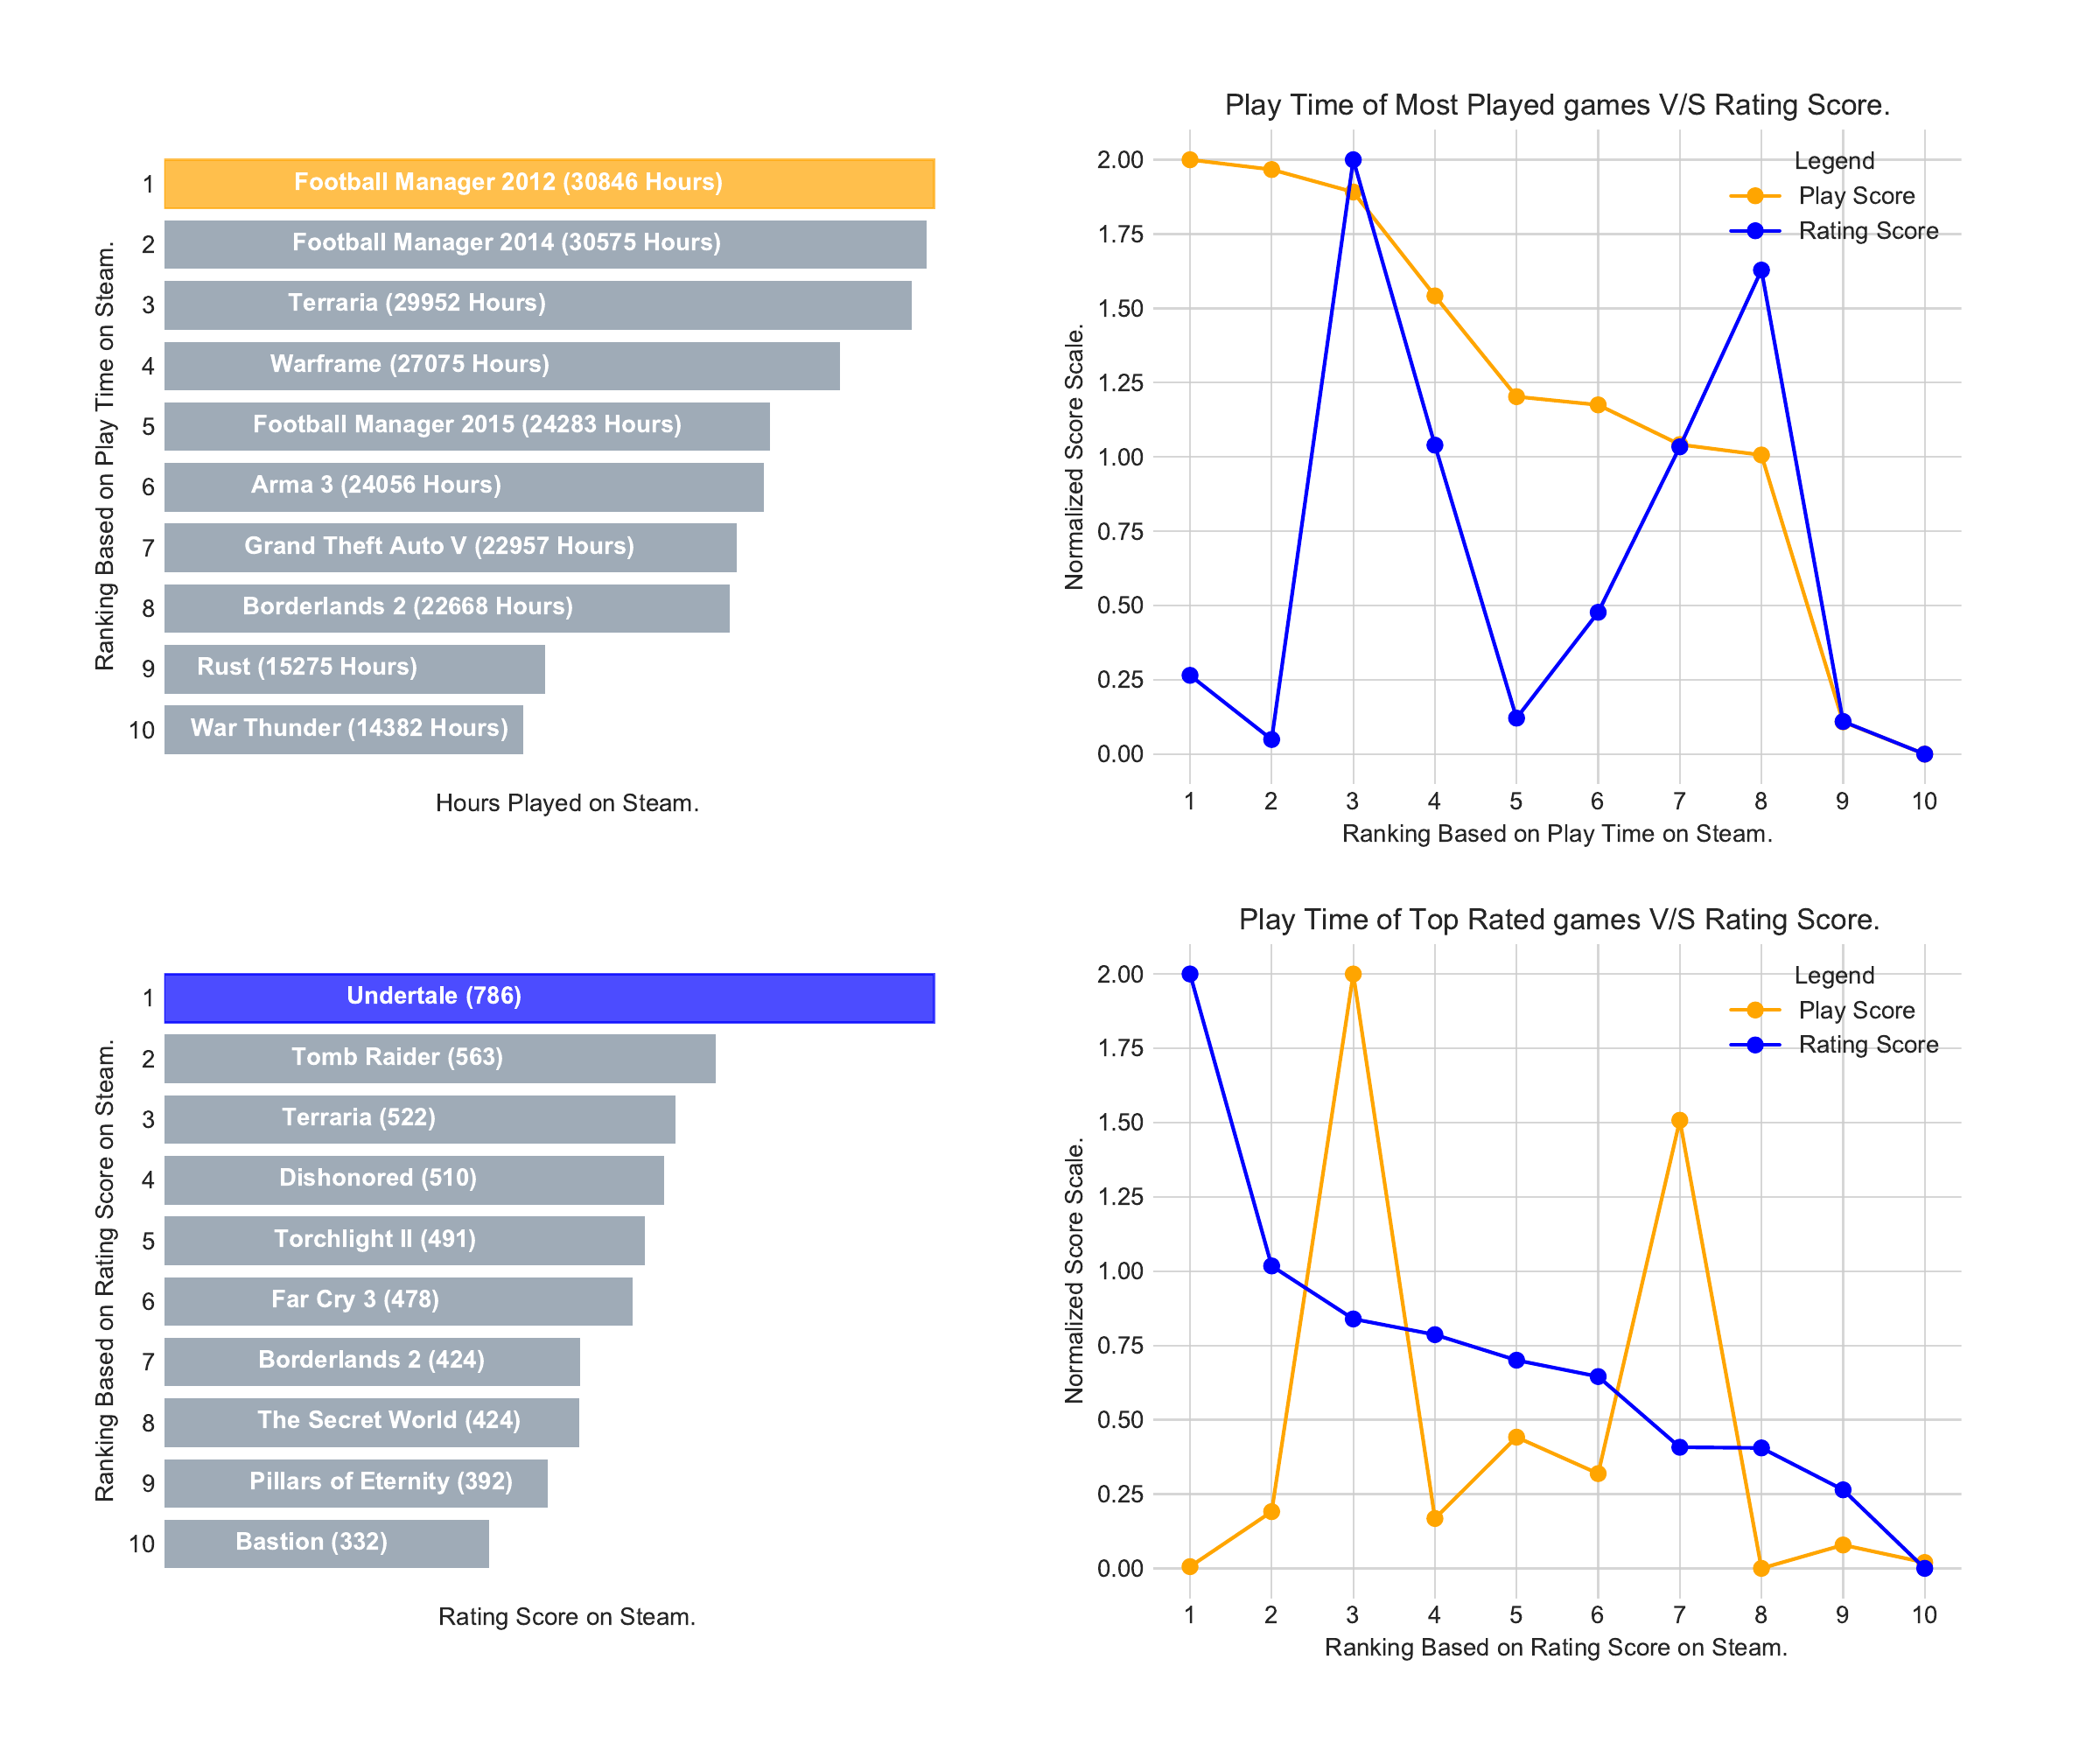 Ranking Based on Play Time on Steam.
1
Football Manager 2012 (30846 Hours)
2
Football Manager 2014 (30575 Hours)
3
Terraria (29952 Hours)
4
Warframe (27075 Hours)
5
Football Manager 2015 (24283 Hours)
6
Arma 3 (24056 Hours)
7
Grand Theft Auto V (22957 Hours)
8
Borderlands 2 (22668 Hours)
9
Rust (15275 Hours)
10
War Thunder (14382 Hours)
Hours Played on Steam.
Play Time of Most Played games V/S Rating Score.
Normalized Score Scale.
2.00
1.75
1.50
1.25
1.00
0.75
0.50
0.25
0.00
Legend
Play Score
Rating Score
1 2 3 4 5 6 7 8 9 10
Ranking Based on Play Time on Steam.
Ranking Based on Rating Score on Steam.
1
Undertale (786)
2
Tomb Raider (563)
3
Terraria (522)
4
Dishonored (510)
5
Torchlight II (491)
6
Far Cry 3 (478)
7
Borderlands 2 (424)
8
The Secret World (424)
9
Pillars of Eternity (392)
10
Bastion (332)
Rating Score on Steam.
Play Time of Top Rated games V/S Rating Score.
Normalized Score Scale.
2.00
1.75
1.50
1.25
1.00
0.75
0.50
0.25
0.00
Legend
Play Score
Rating Score
1 2 3 4 5 6 7 8 9 10
Ranking Based on Rating Score on Steam.